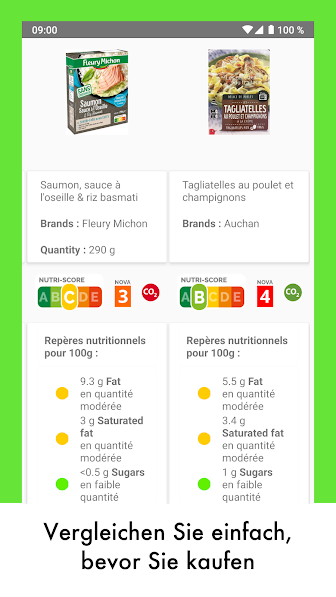 09:00
100 %
Fleury Michon
Saumon
Sauce à l'oseille
TAGLIATELLES
AU POULET ET CHAMPIGNONS
Saumon, sauce à
l'oseille & riz basmati
Brands : Fleury Michon
Quantity : 290 g
Tagliatelles au poulet et
champignons
Brands : Auchan
NUTRI-SCORE
A B C D E
NOVA
3
CO2
NUTRI-SCORE
A B C D E
NOVA
4
CO2
Repères nutritionnels
pour 100g :
9.3 g Fat
en quantité
modérée
3 g Saturated
fat
en quantité
modérée
<0.5 g Sugars
en faible
quantité
Repères nutritionnels
pour 100g :
5.5 g Fat
en quantité
modérée
3.4 g
Saturated fat
en quantité
modérée
1 g Sugars
en faible
quantité
Vergleichen Sie einfach,
bevor Sie kaufen